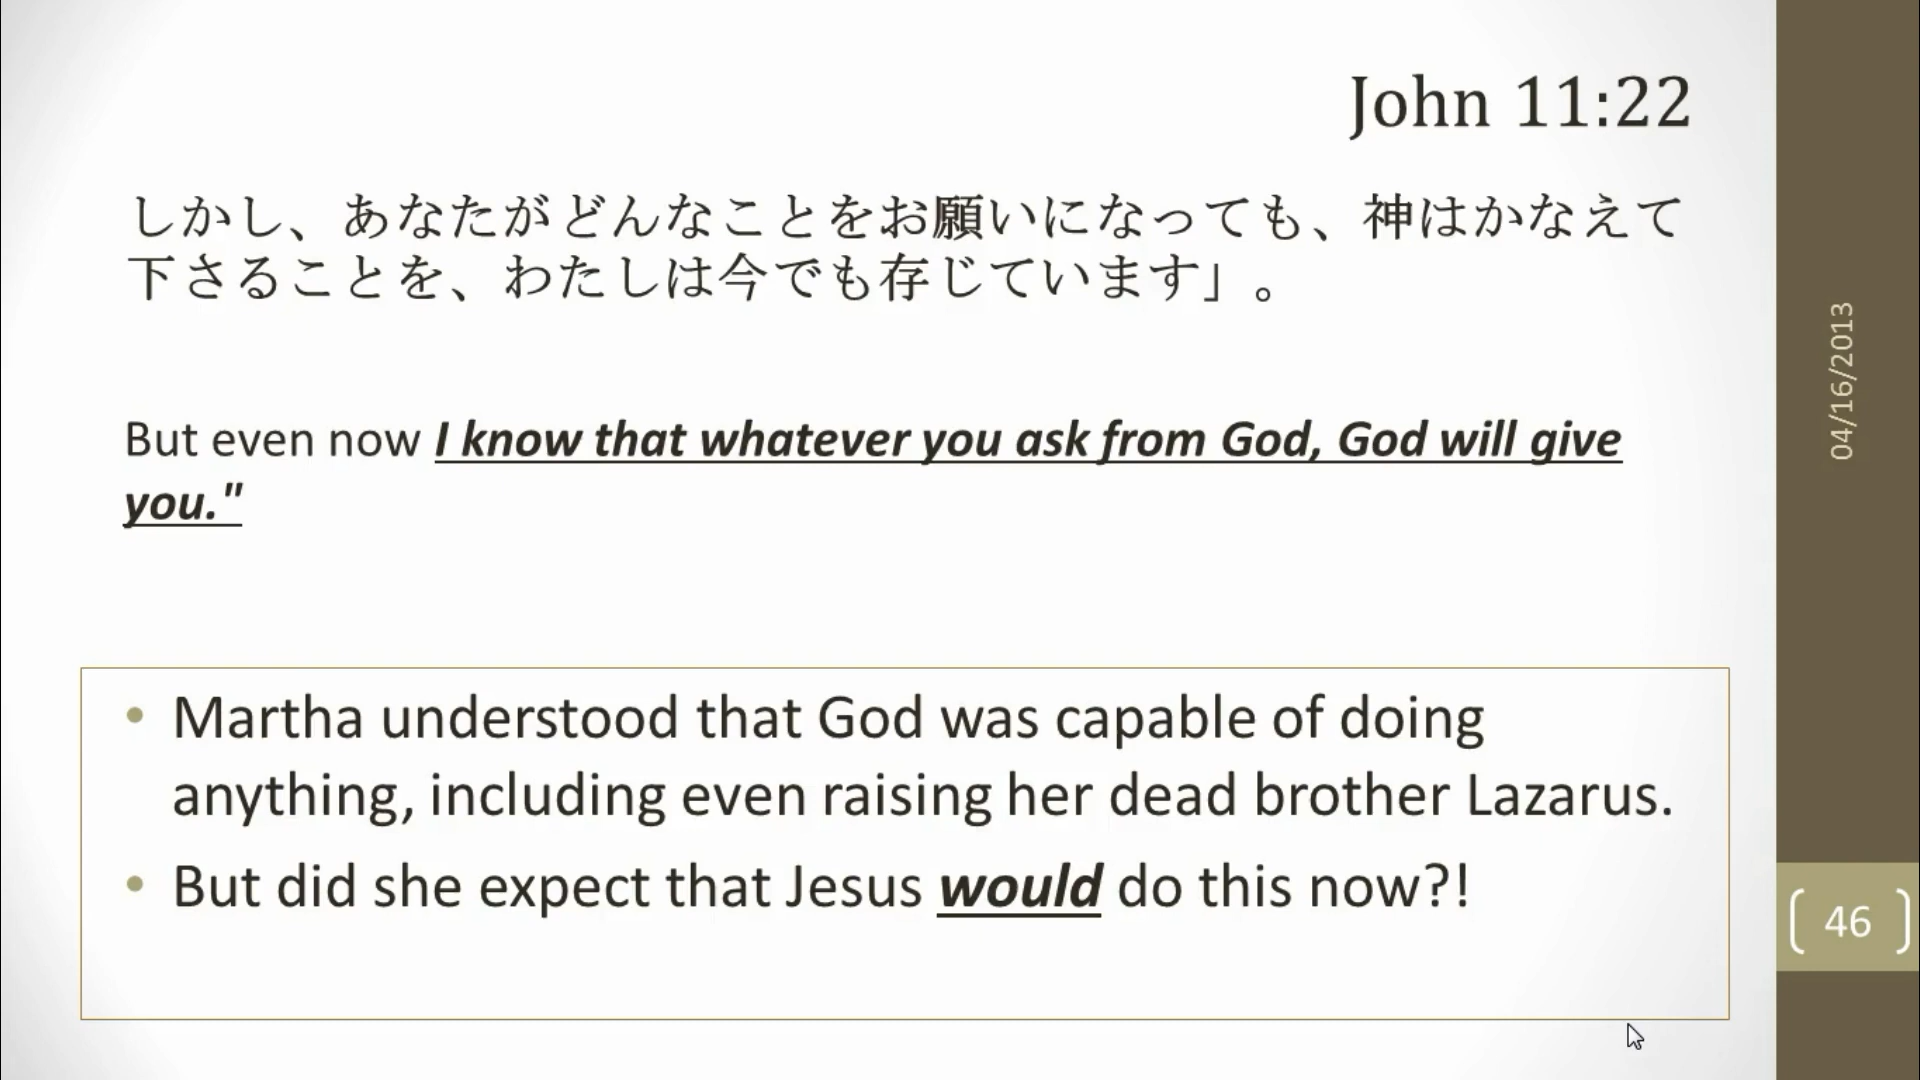 John 11:22
しかし、あなたがどんなことをお願いになっても、神はかなえて
下さることを、わたしは今でも存じています」。
But even now I know that whatever you ask from God, God will give
you."
• Martha understood that God was capable of doing
anything, including even raising her dead brother Lazarus.
• But did she expect that Jesus would do this now?!
04/16/2013
46